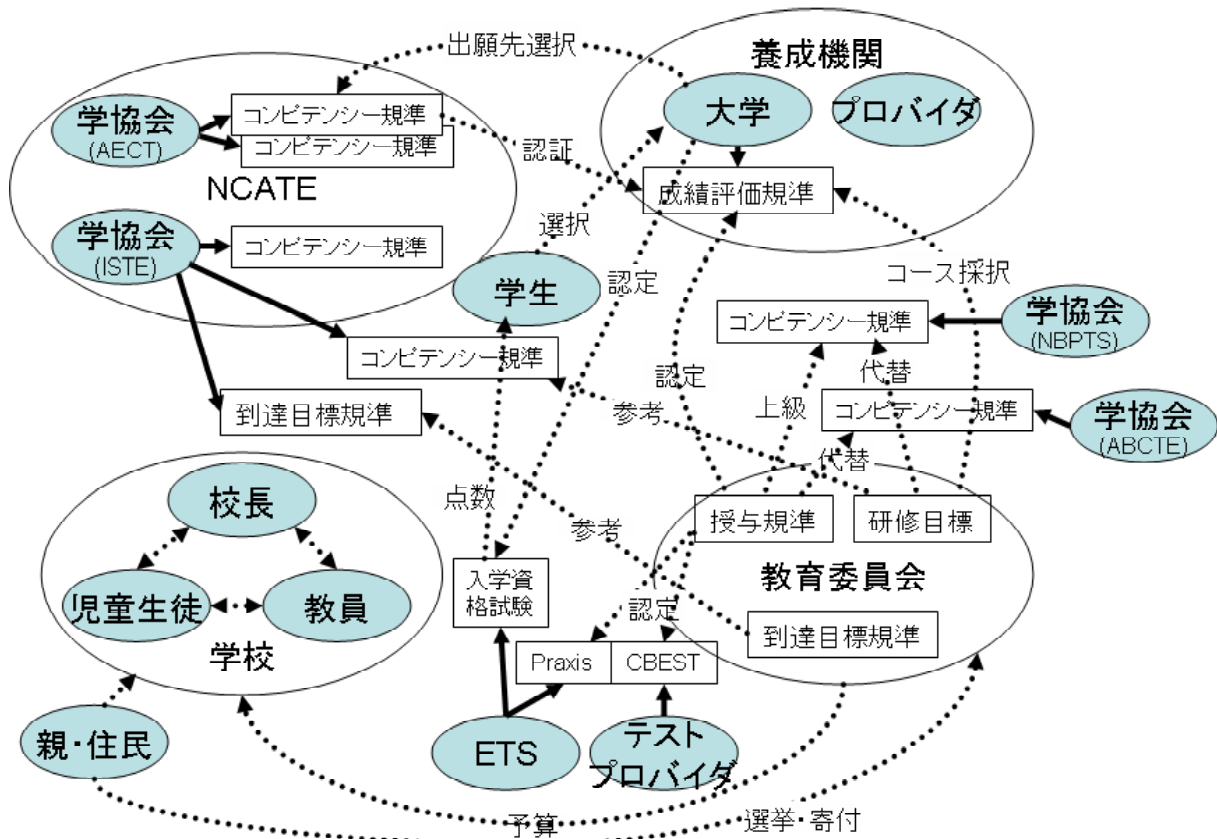 出願先選択
養成機関
学協会
(AECT)
コンピテンシー規準
コンピテンシー規準
NCATE
認証
大学
プロバイダ
成績評価規準
学協会
(ISTE)
コンピテンシー規準
選択
学生
認定
コース採択
コンピテンシー規準
学協会
(NBPTS)
コンピテンシー規準
到達目標規準
参考
認定
上級
代替
コンピテンシー規準
学協会
(ABCTE)
代替
校長
児童生徒
教員
学校
点数
参考
授与規準
研修目標
教育委員会
入学資
格試験
認定
到達目標規準
Praxis
CBEST
親・住民
ETS
テスト
プロバイダ
予算
選挙・寄付